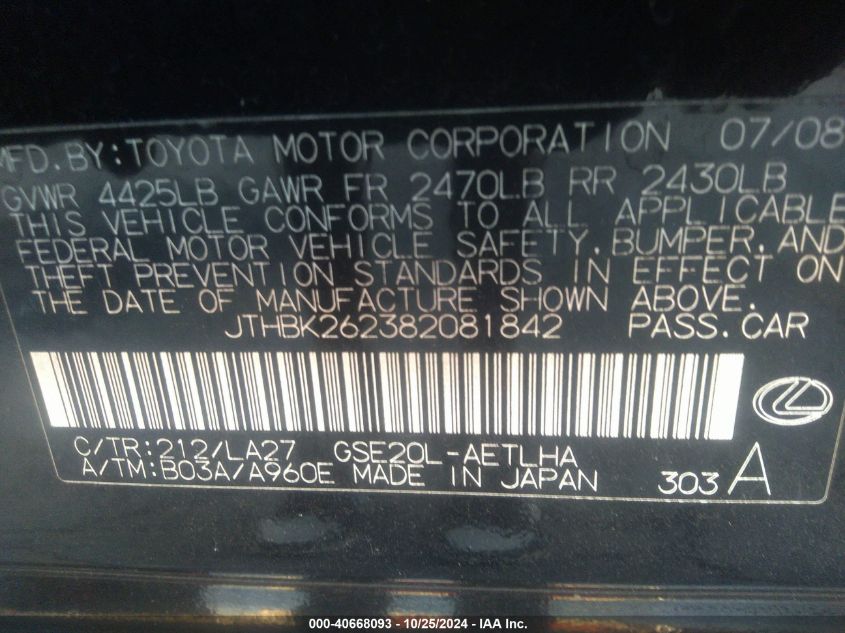 MFD.BY:TOYOTA MOTOR CORPORATION 07/08
GVWR 4425LB GAWR FR 2470LB RR 2430LB
THIS VEHICLE CONFORMS TO ALL APPLICABLE
FEDERAL MOTOR VEHICLE SAFETY,BUMPER,AND
THEFT PREVENTION STANDARDS IN EFFECT ON
THE DATE OF MANUFACTURE SHOWN ABOVE.
JTHBK262382081842 PASS.CAR
C/TR:212/LA27 GSE20L-AETLHA
A/TM:B03A/A960E MADE IN JAPAN 303 A
000-40668093 - 10/25/2024 - IAA Inc.